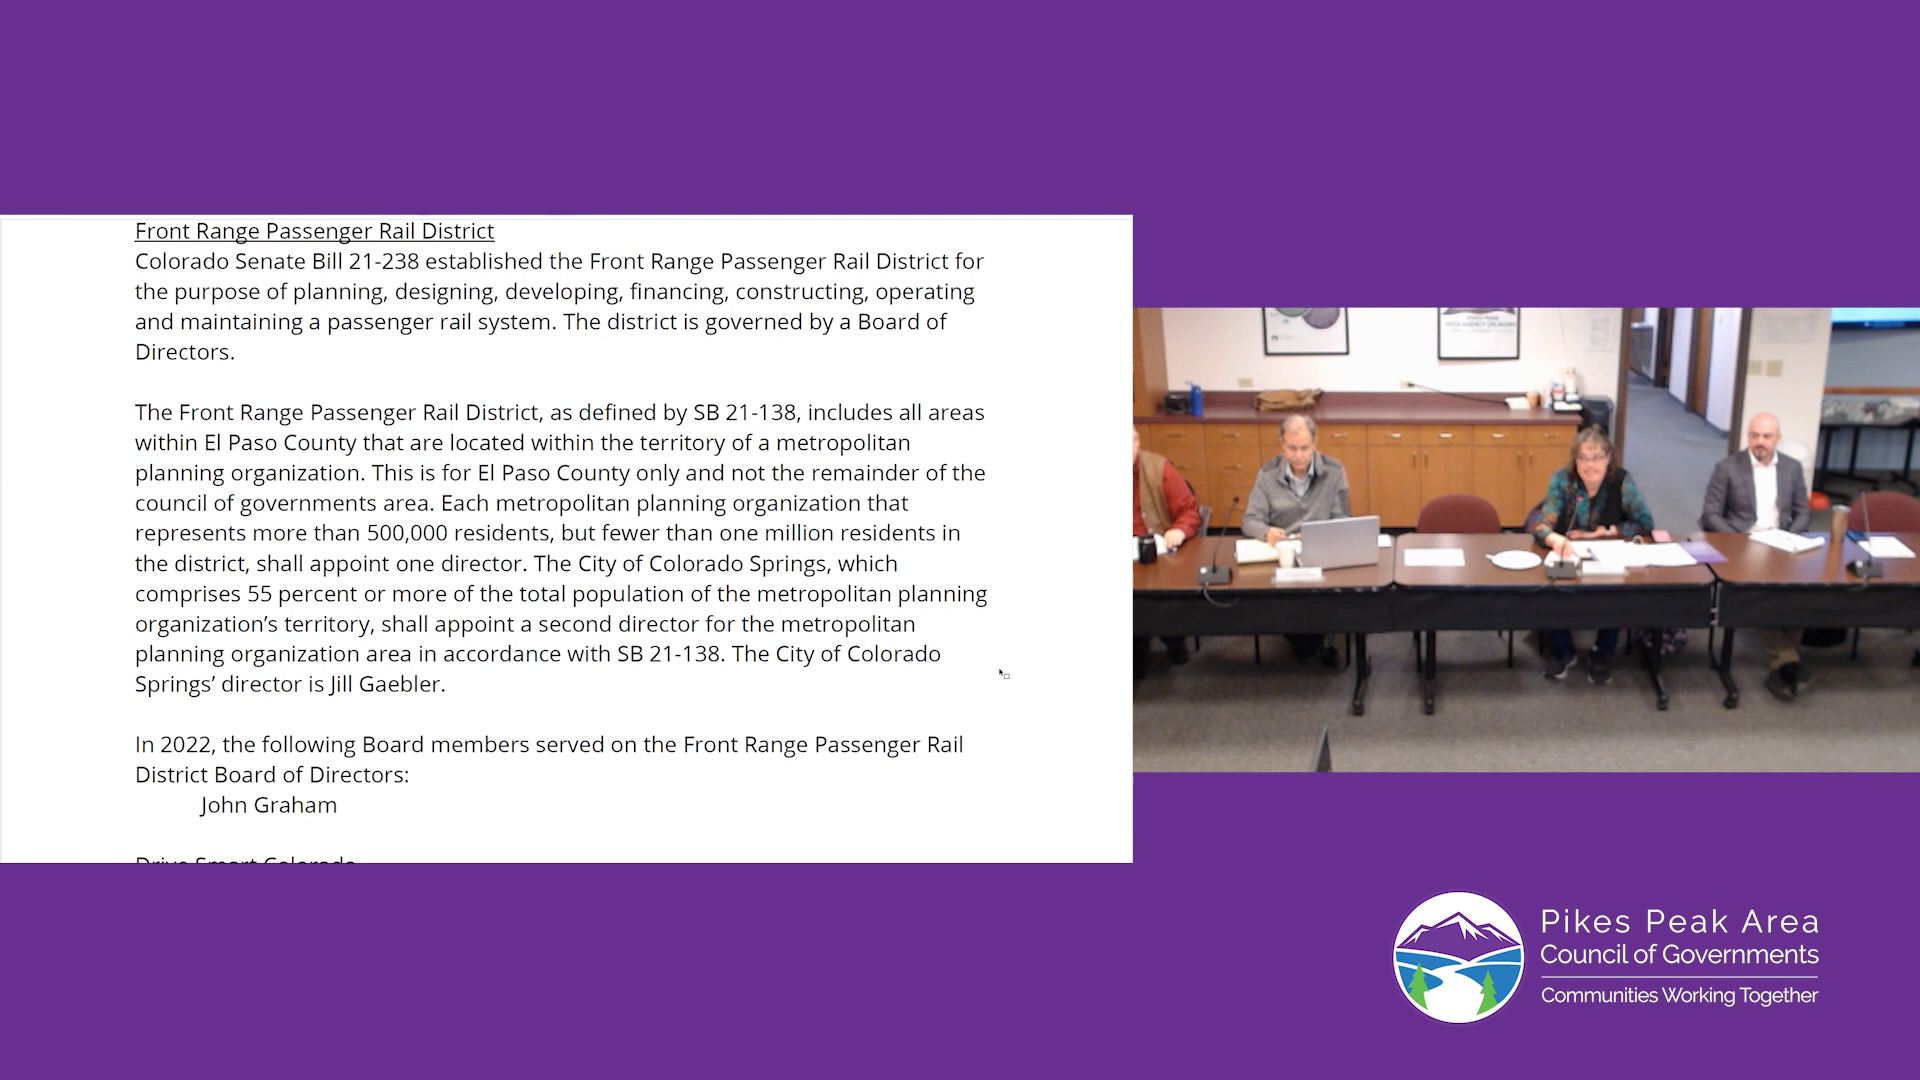 Front Range Passenger Rail District
Colorado Senate Bill 21-238 established the Front Range Passenger Rail District for
the purpose of planning, designing, developing, financing, constructing, operating
and maintaining a passenger rail system. The district is governed by a Board of
Directors.
The Front Range Passenger Rail District, as defined by SB 21-138, includes all areas
within El Paso County that are located within the territory of a metropolitan
planning organization. This is for El Paso County only and not the remainder of the
council of governments area. Each metropolitan planning organization that
represents more than 500,000 residents, but fewer than one million residents in
the district, shall appoint one director. The City of Colorado Springs, which
comprises 55 percent or more of the total population of the metropolitan planning
organization’s territory, shall appoint a second director for the metropolitan
planning organization area in accordance with SB 21-138. The City of Colorado
Springs’ director is Jill Gaebler.
In 2022, the following Board members served on the Front Range Passenger Rail
District Board of Directors:
John Graham
Drive Smart Colorado
PIKES PEAK
AREA AGENCY ON AGING
Pikes Peak Area
Council of Governments
Communities Working Together